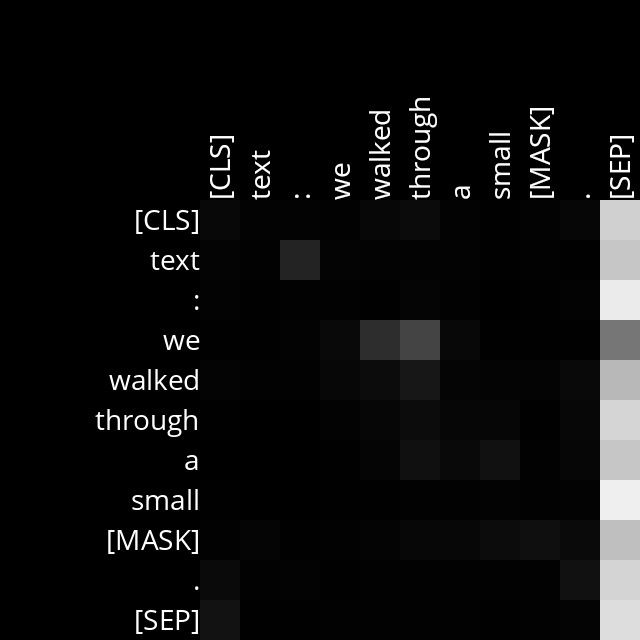 [CLS] text : we walked through a small [MASK] . [SEP]
[CLS]
text
:
we
walked
through
a
small
[MASK]
.
[SEP]